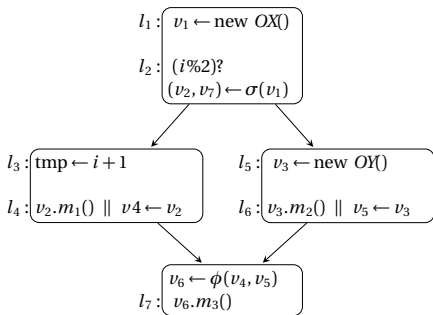 l₁: v₁ ← new OX()
l₂: (i%2)?
(v₂, v₇) ← σ(v₁)
l₃: tmp ← i + 1
l₄: v₂.m₁() || v4 ← v₂
l₅: v₃ ← new OY()
l₆: v₃.m₂() || v₅ ← v₃
v₆ ← ϕ(v₄, v₅)
l₇: v₆.m₃()